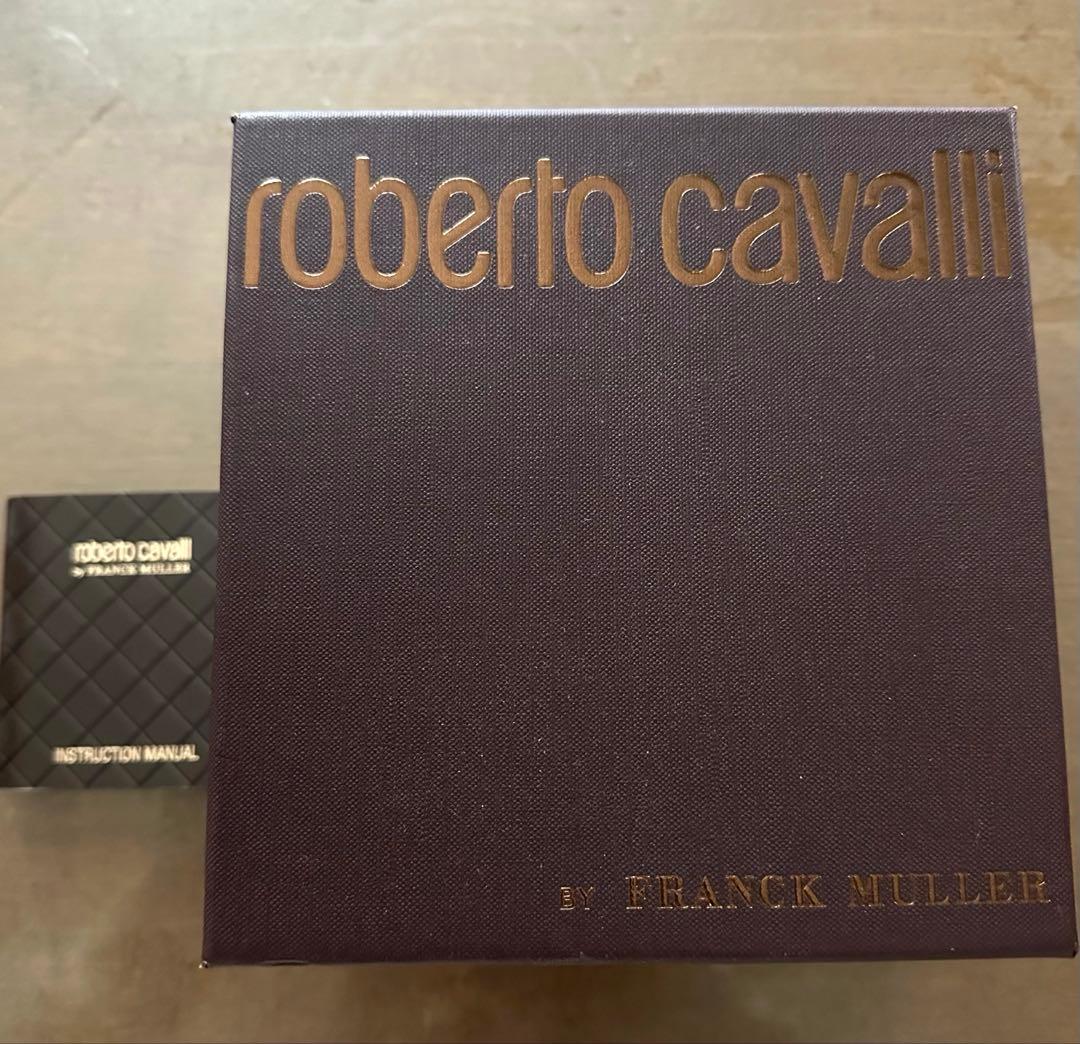 roberto cavalli
BY FRANCK MULLER
roberto cavalli
by FRANCK MULLER
INSTRUCTION MANUAL